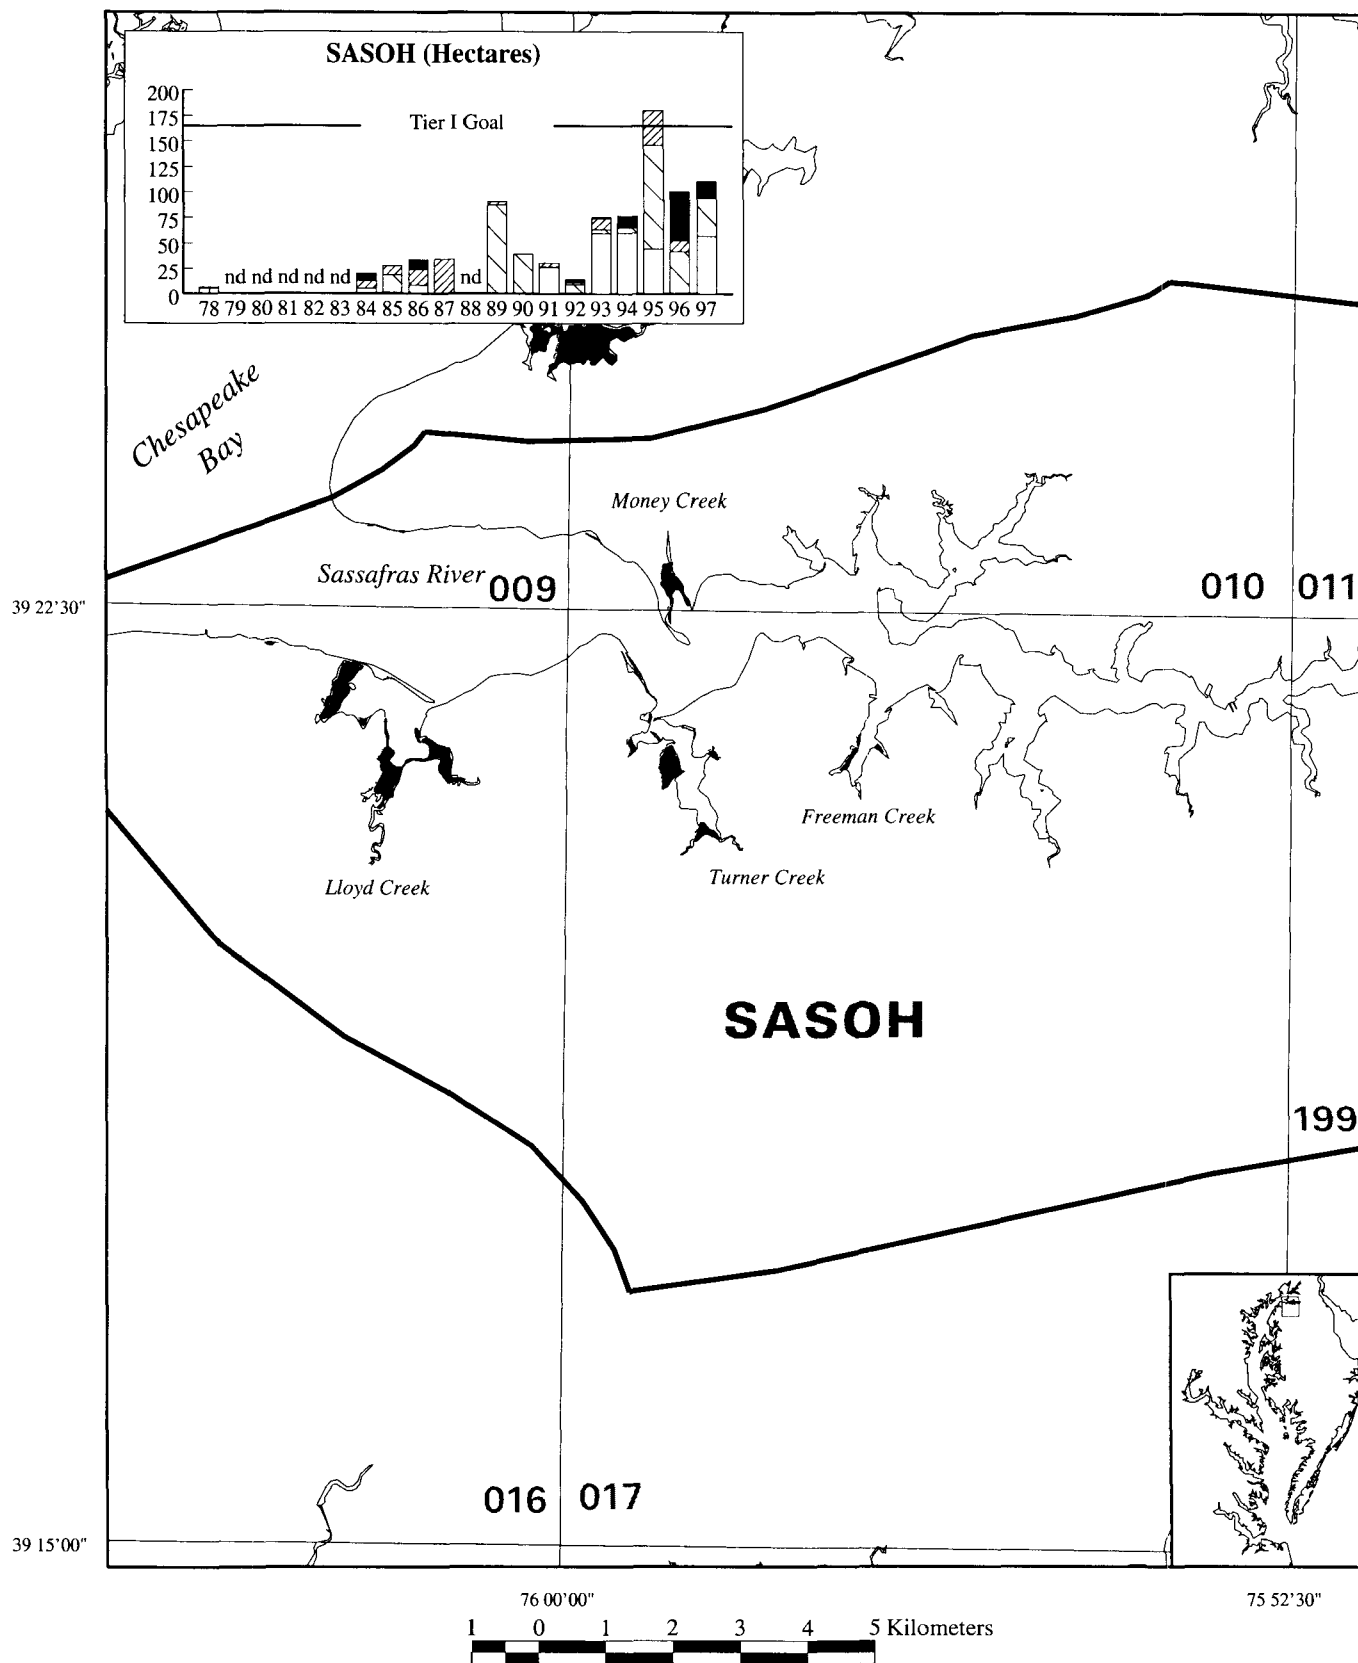 SASOH (Hectares)
200
175
150
125
100
75
50
25
0
Tier I Goal
nd nd nd nd nd
nd
78 79 80 81 82 83 84 85 86 87 88 89 90 91 92 93 94 95 96 97
Chesapeake
Bay
Money Creek
Sassafras River
009
010
011
39 22'30"
Freeman Creek
Turner Creek
Lloyd Creek
SASOH
199
016
017
39 15'00"
76 00'00"
75 52'30"
1 0 1 2 3 4 5 Kilometers